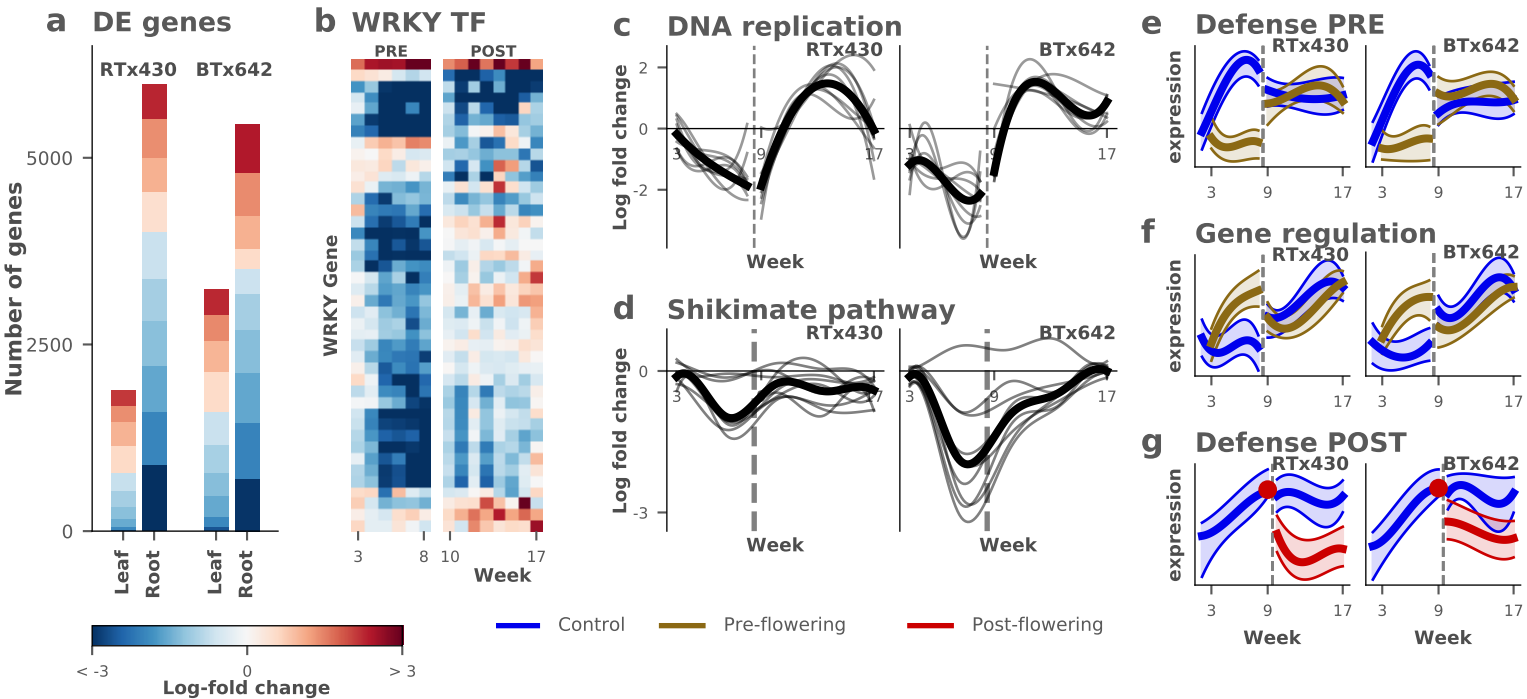 a DE genes
RTx430 BTx642
5000
2500
0
Number of genes
Leaf
Root
Leaf
Root
< -3 0 > 3
Log-fold change
b WRKY TF
PRE POST
WRKY Gene
3 8 10 17
Week
c DNA replication
RTx430 BTx642
2
0
-2
Log fold change
3 9 17
3 9 17
Week Week
d Shikimate pathway
RTx430 BTx642
0
-3
Log fold change
3 9 17
3 9 17
Week Week
e Defense PRE
RTx430 BTx642
expression
3 9 17
3 9 17
f Gene regulation
RTx430 BTx642
expression
3 9 17
3 9 17
g Defense POST
RTx430 BTx642
expression
3 9 17
3 9 17
Week Week
Control Pre-flowering Post-flowering